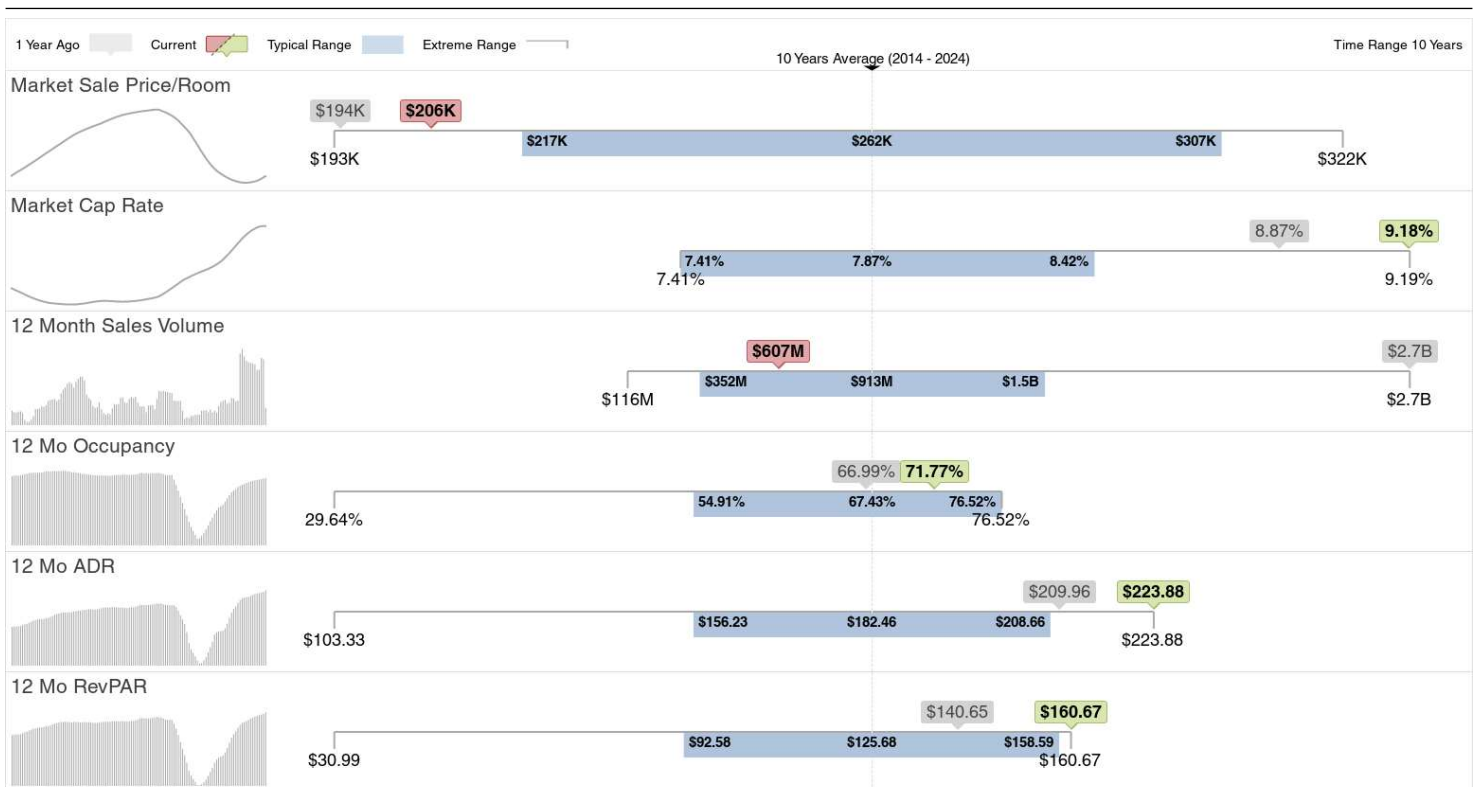 1 Year Ago Current Typical Range Extreme Range Time Range 10 Years
10 Years Average (2014 - 2024)
Market Sale Price/Room
$194K $206K
$217K $262K $307K
$193K $322K
Market Cap Rate
8.87% 9.18%
7.41% 7.87% 8.42%
7.41% 9.19%
12 Month Sales Volume
$607M $2.7B
$352M $913M $1.5B
$116M $2.7B
12 Mo Occupancy
66.99% 71.77%
54.91% 67.43% 76.52%
29.64% 76.52%
12 Mo ADR
$209.96 $223.88
$156.23 $182.46 $208.66
$103.33 $223.88
12 Mo RevPAR
$140.65 $160.67
$92.58 $125.68 $158.59
$30.99 $160.67